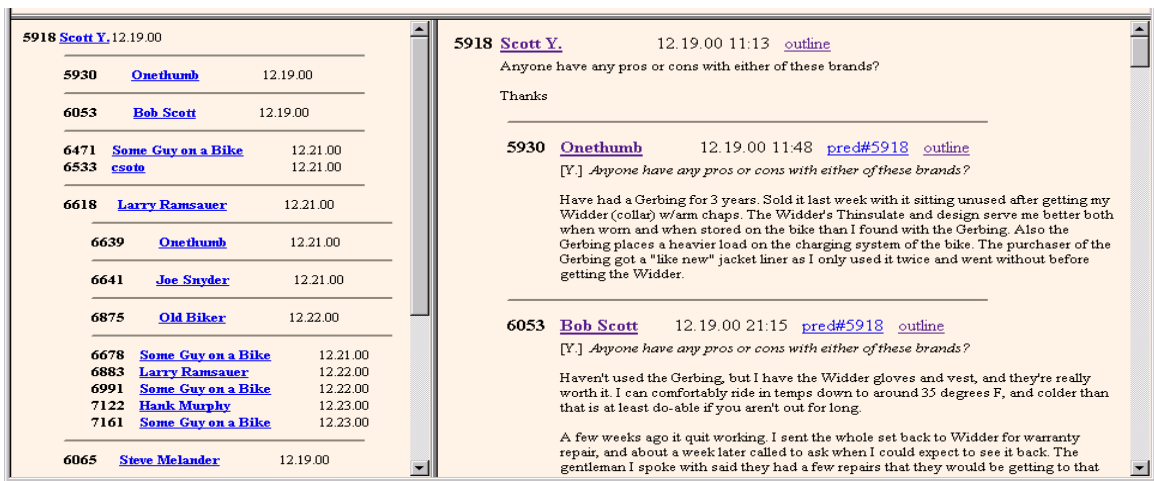 5918 Scott Y. 12.19.00
5930 Onethumb 12.19.00
6053 Bob Scott 12.19.00
6471 Some Guy on a Bike 12.21.00
6533 csoto 12.21.00
6618 Larry Ramsauer 12.21.00
6639 Onethumb 12.21.00
6641 Joe Snyder 12.21.00
6875 Old Biker 12.22.00
6678 Some Guy on a Bike 12.21.00
6883 Larry Ramsauer 12.22.00
6991 Some Guy on a Bike 12.22.00
7122 Hank Murphy 12.23.00
7161 Some Guy on a Bike 12.23.00
6065 Steve Melander 12.19.00
5918 Scott Y. 12.19.00 11:13 outline
Anyone have any pros or cons with either of these brands?
Thanks
5930 Onethumb 12.19.00 11:48 pred#5918 outline
[Y.] Anyone have any pros or cons with either of these brands?
Have had a Gerbing for 3 years. Sold it last week with it sitting unused after getting my
Widder (collar) w/arm chaps. The Widder's Thinsulate and design serve me better both
when worn and when stored on the bike than I found with the Gerbing. Also the
Gerbing places a heavier load on the charging system of the bike. The purchaser of the
Gerbing got a "like new" jacket liner as I only used it twice and went without before
getting the Widder.
6053 Bob Scott 12.19.00 21:15 pred#5918 outline
[Y.] Anyone have any pros or cons with either of these brands?
Haven't used the Gerbing, but I have the Widder gloves and vest, and they're really
worth it. I can comfortably ride in temps down to around 35 degrees F, and colder than
that is at least do-able if you aren't out for long.
A few weeks ago it quit working. I sent the whole set back to Widder for warranty
repair, and about a week later called to ask when I could expect to see it back. The
gentleman I spoke with said they had a few repairs that they would be getting to that